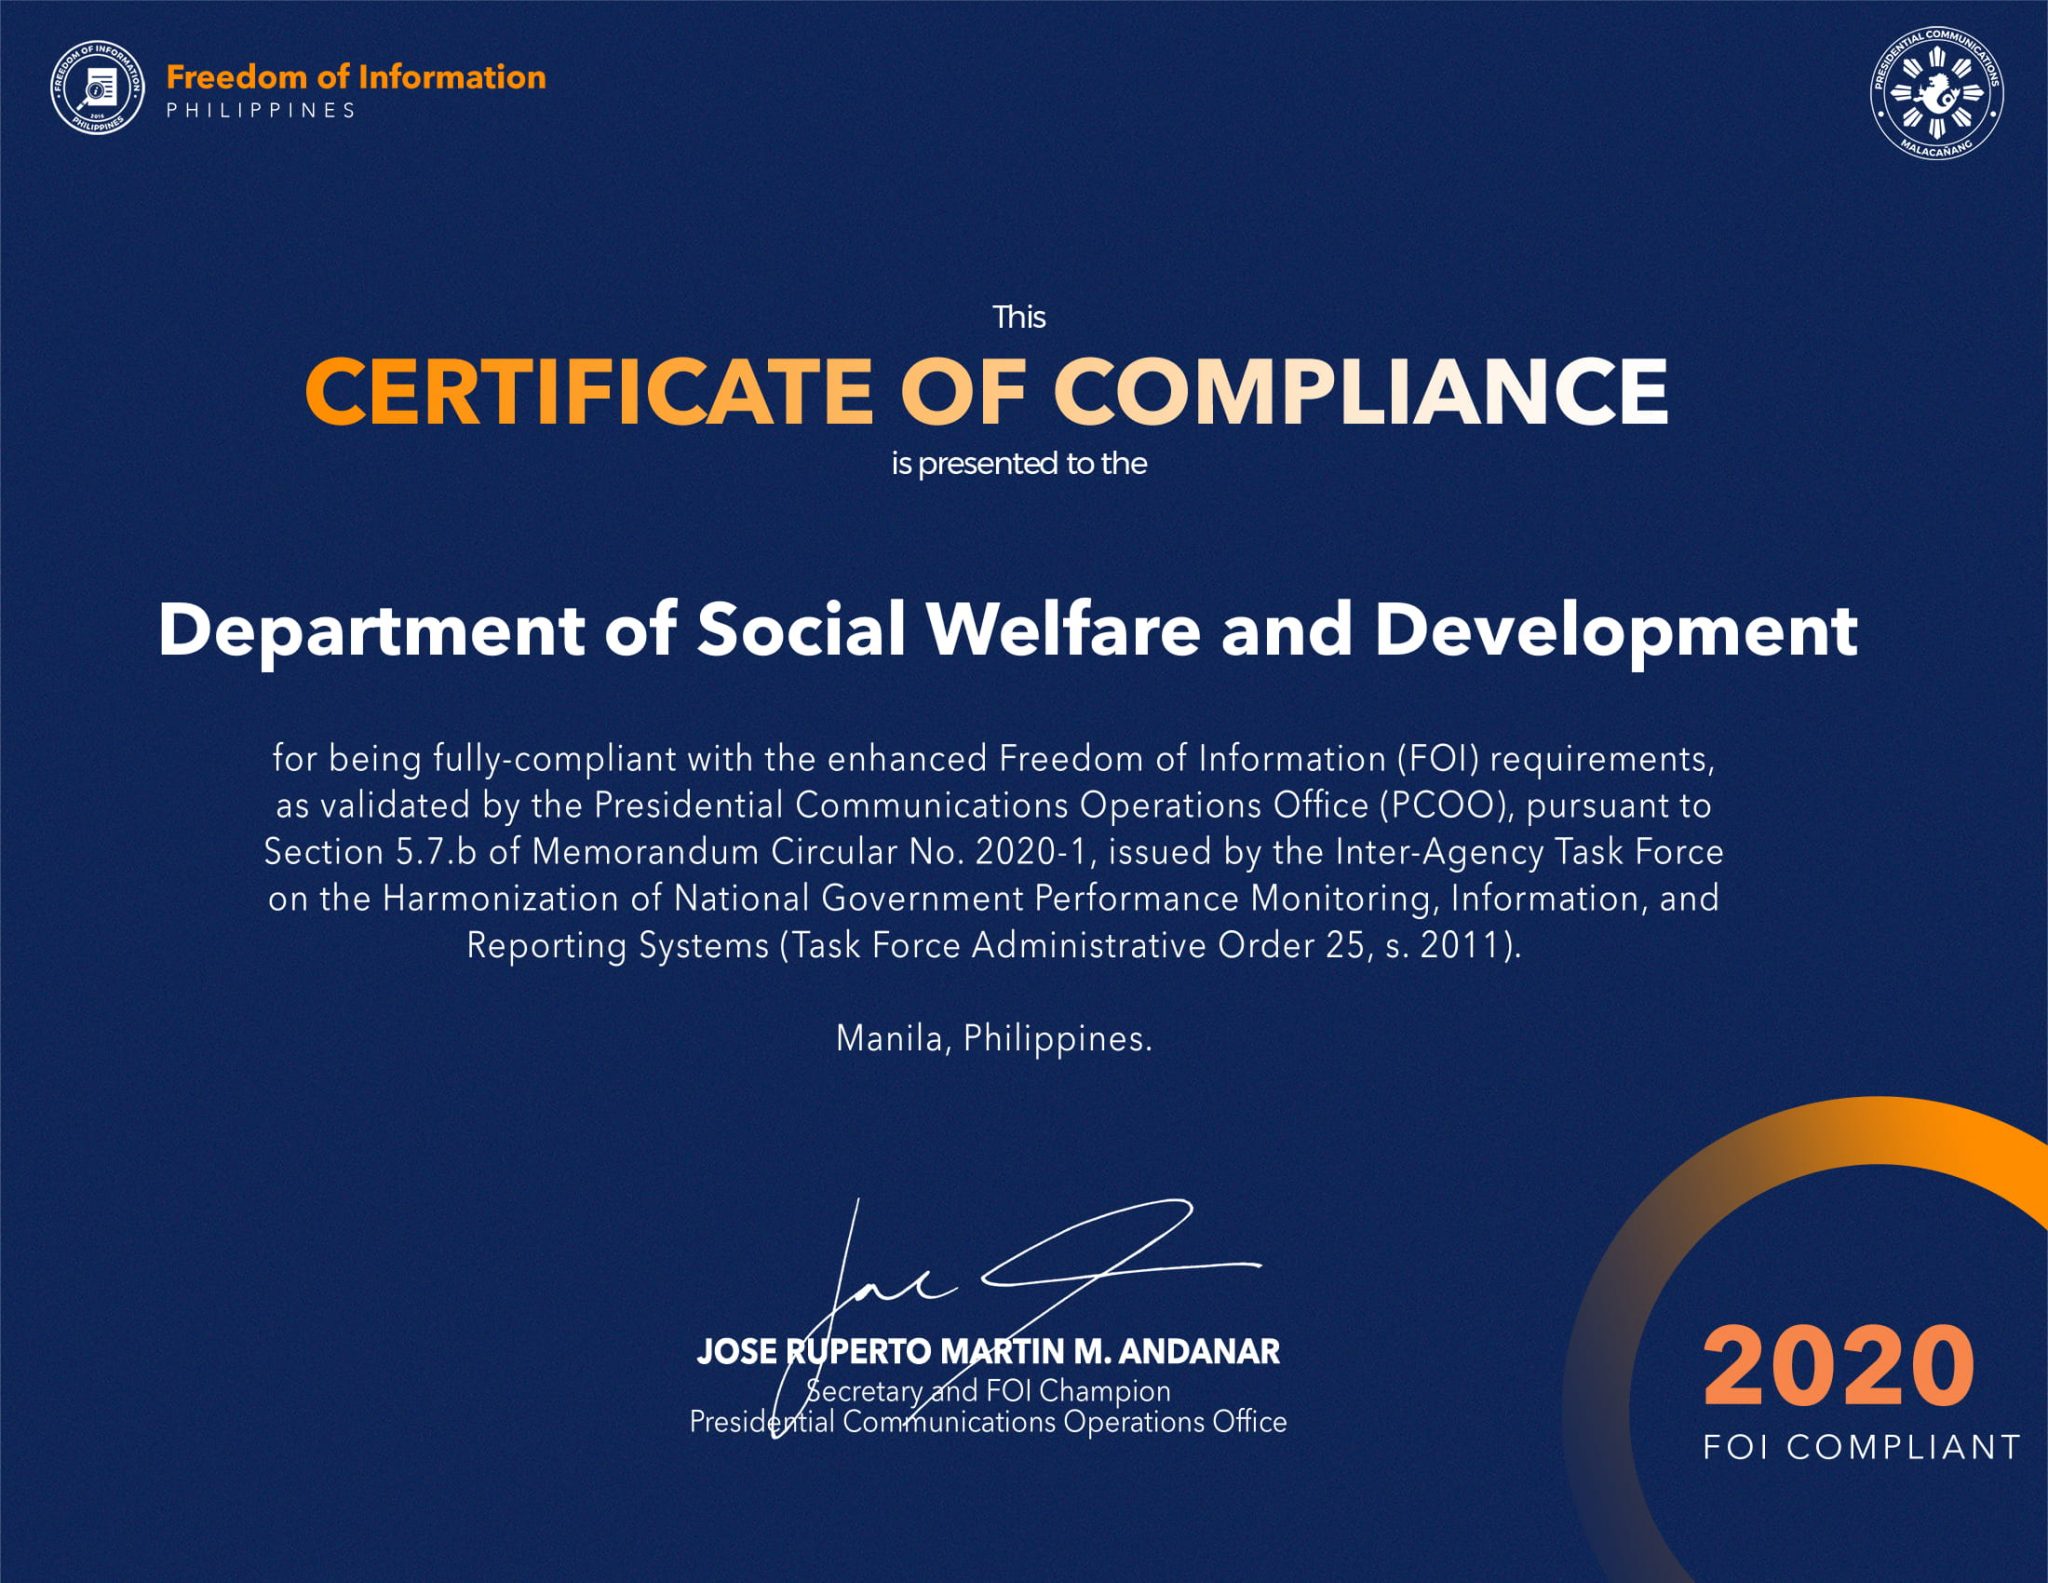 FREEDOM OF INFORMATION
2016
PHILIPPINES
Freedom of Information
PHILIPPINES
PRESIDENTIAL COMMUNICATIONS
MALACAÑANG
This
CERTIFICATE OF COMPLIANCE
is presented to the
Department of Social Welfare and Development
for being fully-compliant with the enhanced Freedom of Information (FOI) requirements,
as validated by the Presidential Communications Operations Office (PCOO), pursuant to
Section 5.7.b of Memorandum Circular No. 2020-1, issued by the Inter-Agency Task Force
on the Harmonization of National Government Performance Monitoring, Information, and
Reporting Systems (Task Force Administrative Order 25, s. 2011).
Manila, Philippines.
JOSE RUPERTO MARTIN M. ANDANAR
Secretary and FOI Champion
Presidential Communications Operations Office
2020
FOI COMPLIANT